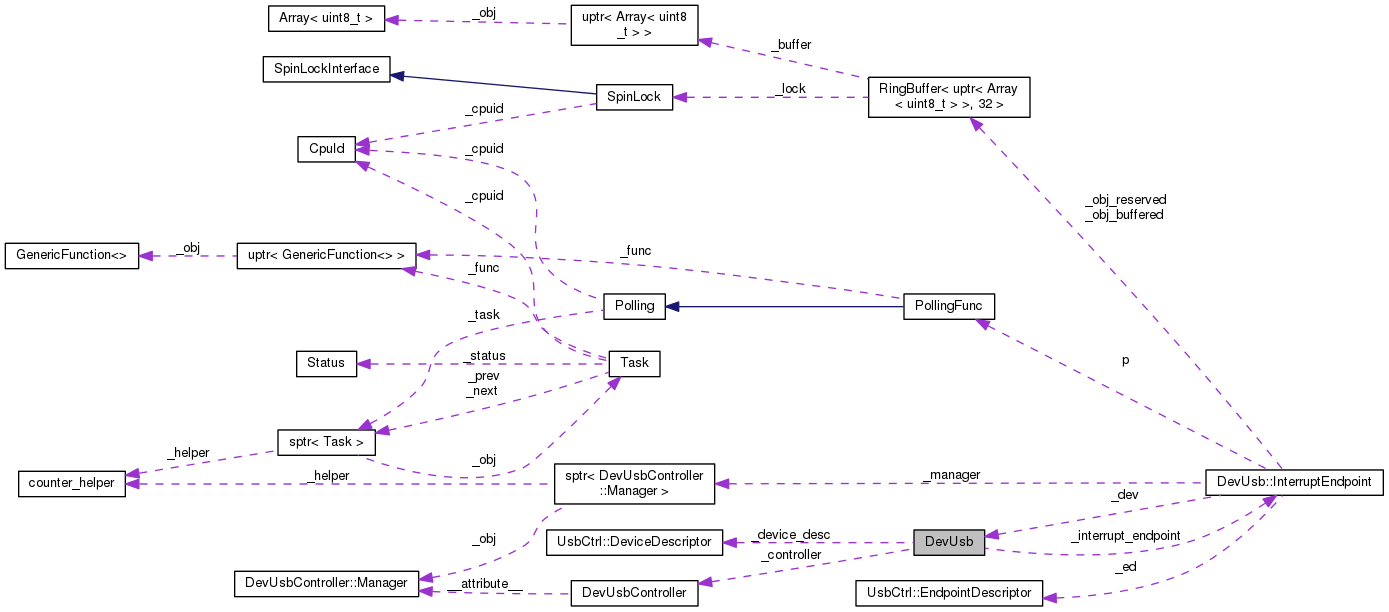 Array< uint8_t >
_obj
uptr< Array< uint8
_t > >
_buffer
SpinLockInterface
SpinLock
_lock
RingBuffer< uptr< Array
< uint8_t > >, 32 >
_cpuid
CpuId
_cpuid
_cpuid
_obj_reserved
_obj_buffered
GenericFunction<>
_obj
uptr< GenericFunction<> >
_func
_func
Polling
PollingFunc
_task
Status
_status
Task
p
_prev
_next
sptr< Task >
_helper
_obj
counter_helper
_helper
sptr< DevUsbController
::Manager >
_manager
DevUsb::InterruptEndpoint
_dev
_obj
UsbCtrl::DeviceDescriptor
_device_desc
DevUsb
_interrupt_endpoint
_controller
_ed
DevUsbController::Manager
__attribute__
DevUsbController
UsbCtrl::EndpointDescriptor